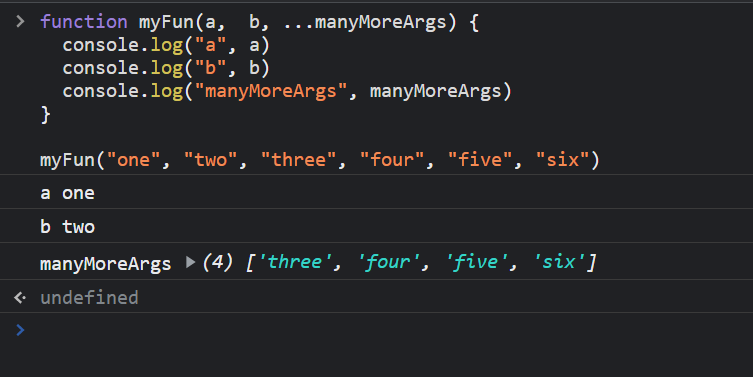 > function myFun(a,  b, ...manyMoreArgs) {
  console.log("a", a)
  console.log("b", b)
  console.log("manyMoreArgs", manyMoreArgs)
}
myFun("one", "two", "three", "four", "five", "six")
a one
b two
manyMoreArgs ▶(4) ['three', 'four', 'five', 'six']
undefined
>